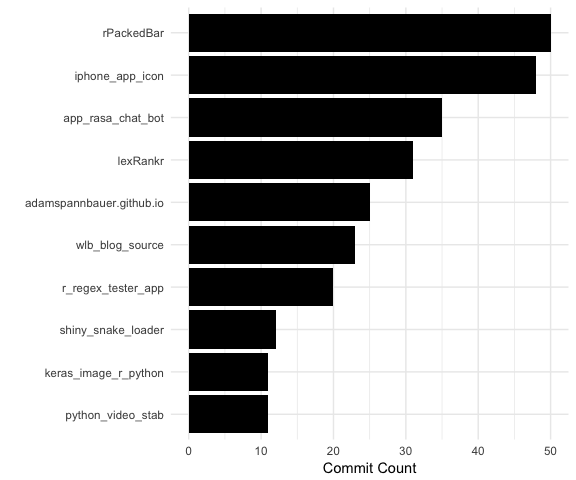 rPackedBar
iphone_app_icon
app_rasa_chat_bot
lexRankr
adamspannbauer.github.io
wlb_blog_source
r_regex_tester_app
shiny_snake_loader
keras_image_r_python
python_video_stab
0 10 20 30 40 50
Commit Count